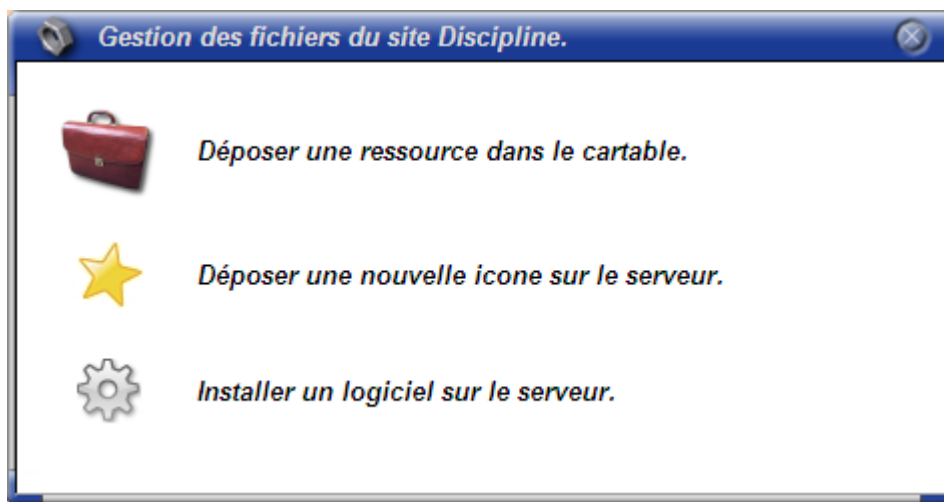 Gestion des fichiers du site Discipline.
Déposer une ressource dans le cartable.
Déposer une nouvelle icone sur le serveur.
Installer un logiciel sur le serveur.